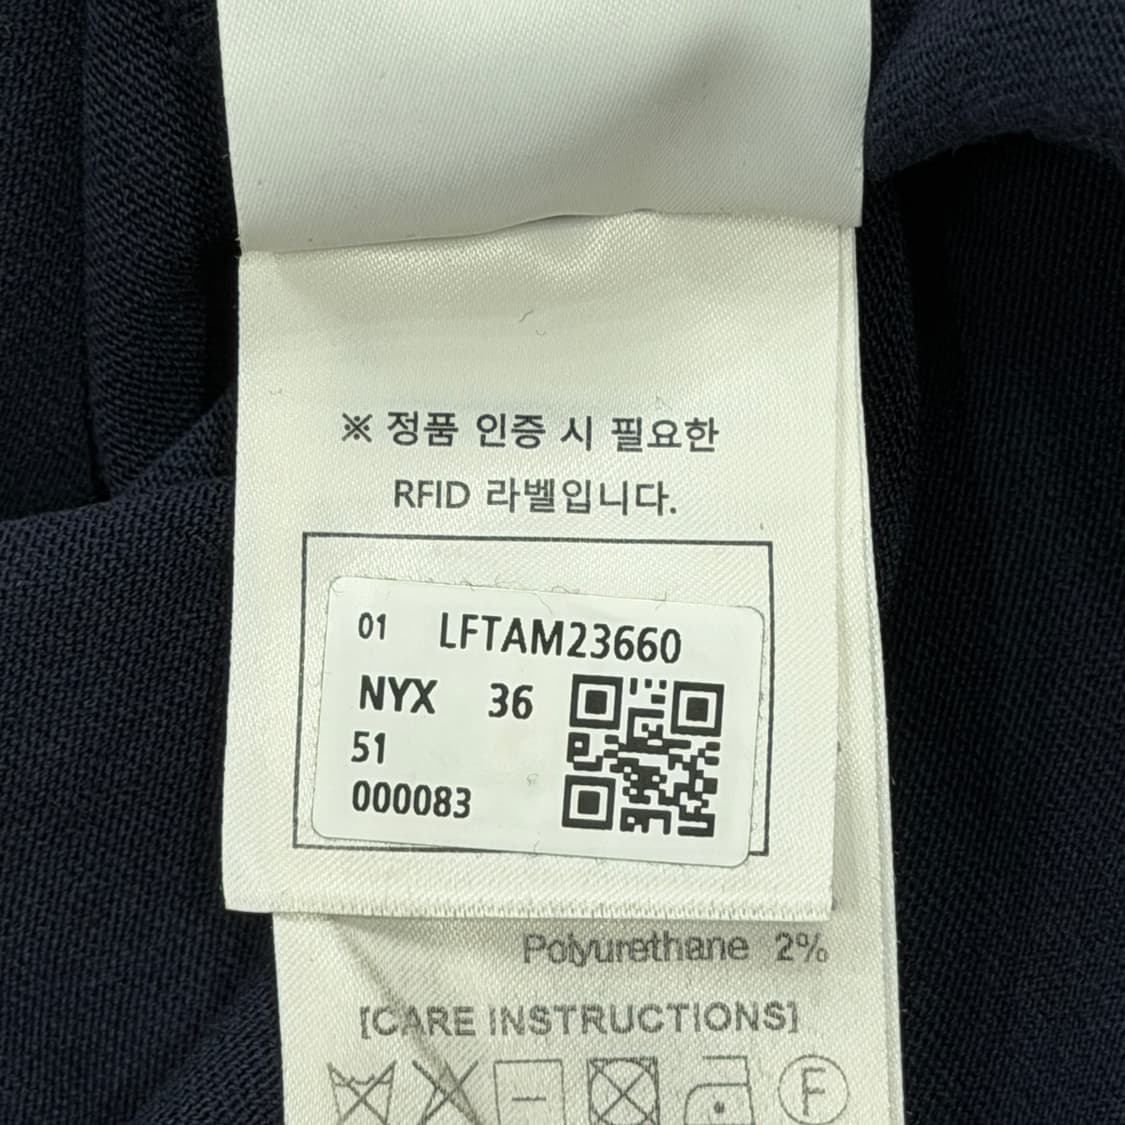 ※ 정품 인증 시 필요한
RFID 라벨입니다.
01 LFTAM23660
NYX 36
51
000083
Polyurethane 2%
[CARE INSTRUCTIONS]
F